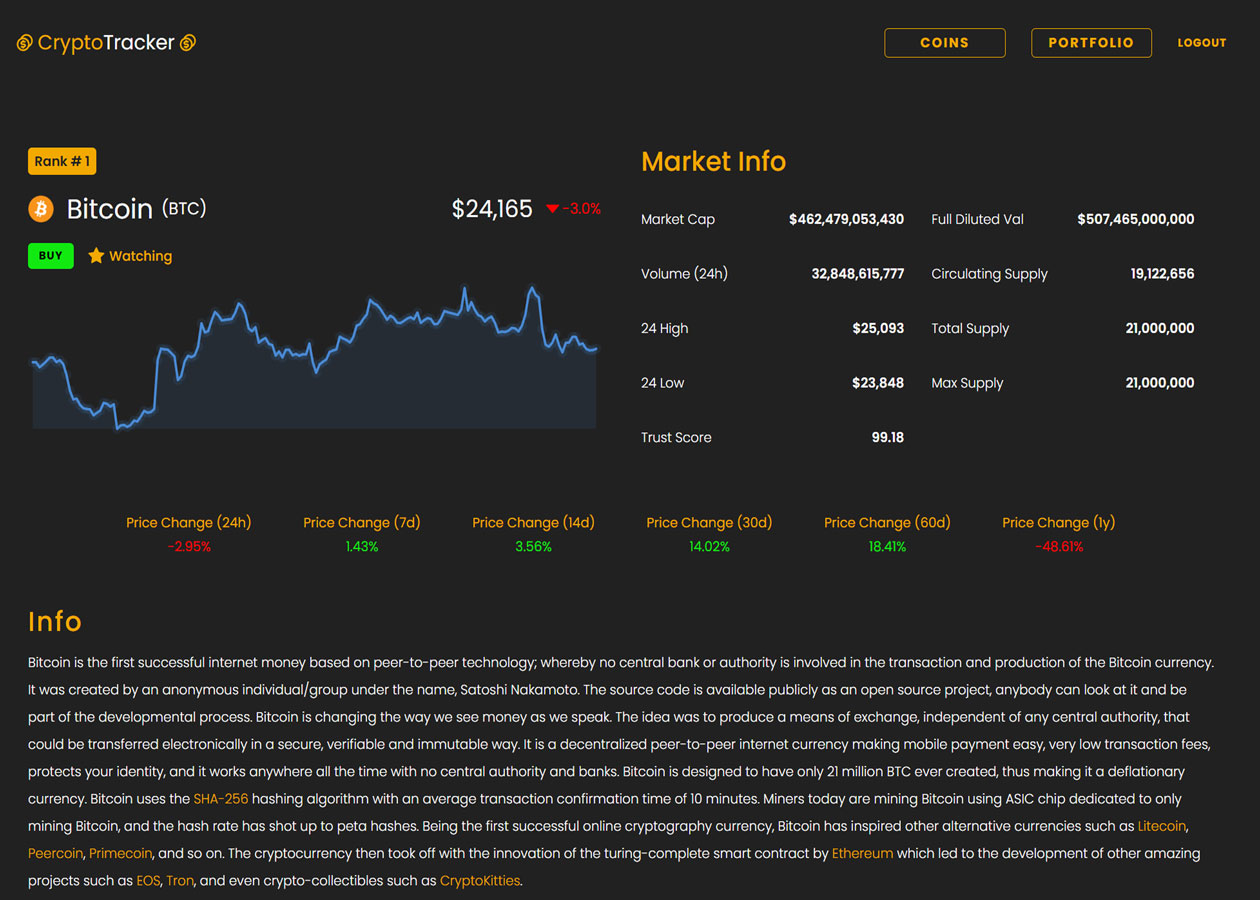 CryptoTracker
COINS
PORTFOLIO
LOGOUT
Rank # 1
Bitcoin (BTC)
$24,165 -3.0%
BUY
Watching
Market Info
Market Cap $462,479,053,430 Full Diluted Val $507,465,000,000
Volume (24h) 32,848,615,777 Circulating Supply 19,122,656
24 High $25,093 Total Supply 21,000,000
24 Low $23,848 Max Supply 21,000,000
Trust Score 99.18
Price Change (24h) Price Change (7d) Price Change (14d) Price Change (30d) Price Change (60d) Price Change (1y)
-2.95% 1.43% 3.56% 14.02% 18.41% -48.61%
Info
Bitcoin is the first successful internet money based on peer-to-peer technology; whereby no central bank or authority is involved in the transaction and production of the Bitcoin currency.
It was created by an anonymous individual/group under the name, Satoshi Nakamoto. The source code is available publicly as an open source project, anybody can look at it and be
part of the developmental process. Bitcoin is changing the way we see money as we speak. The idea was to produce a means of exchange, independent of any central authority, that
could be transferred electronically in a secure, verifiable and immutable way. It is a decentralized peer-to-peer internet currency making mobile payment easy, very low transaction fees,
protects your identity, and it works anywhere all the time with no central authority and banks. Bitcoin is designed to have only 21 million BTC ever created, thus making it a deflationary
currency. Bitcoin uses the SHA-256 hashing algorithm with an average transaction confirmation time of 10 minutes. Miners today are mining Bitcoin using ASIC chip dedicated to only
mining Bitcoin, and the hash rate has shot up to peta hashes. Being the first successful online cryptography currency, Bitcoin has inspired other alternative currencies such as Litecoin,
Peercoin, Primecoin, and so on. The cryptocurrency then took off with the innovation of the turing-complete smart contract by Ethereum which led to the development of other amazing
projects such as EOS, Tron, and even crypto-collectibles such as CryptoKitties.